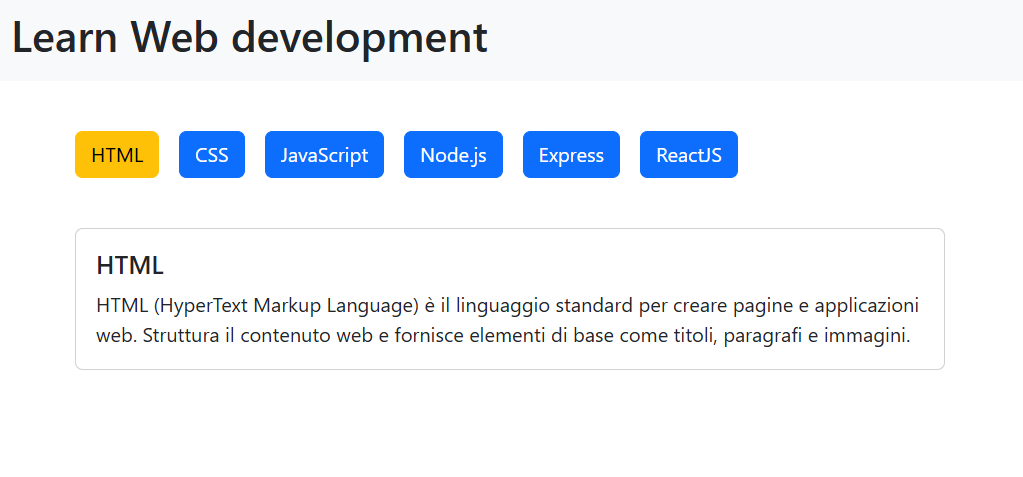 Learn Web development
HTML CSS JavaScript Node.js Express ReactJS
HTML
HTML (HyperText Markup Language) è il linguaggio standard per creare pagine e applicazioni
web. Struttura il contenuto web e fornisce elementi di base come titoli, paragrafi e immagini.